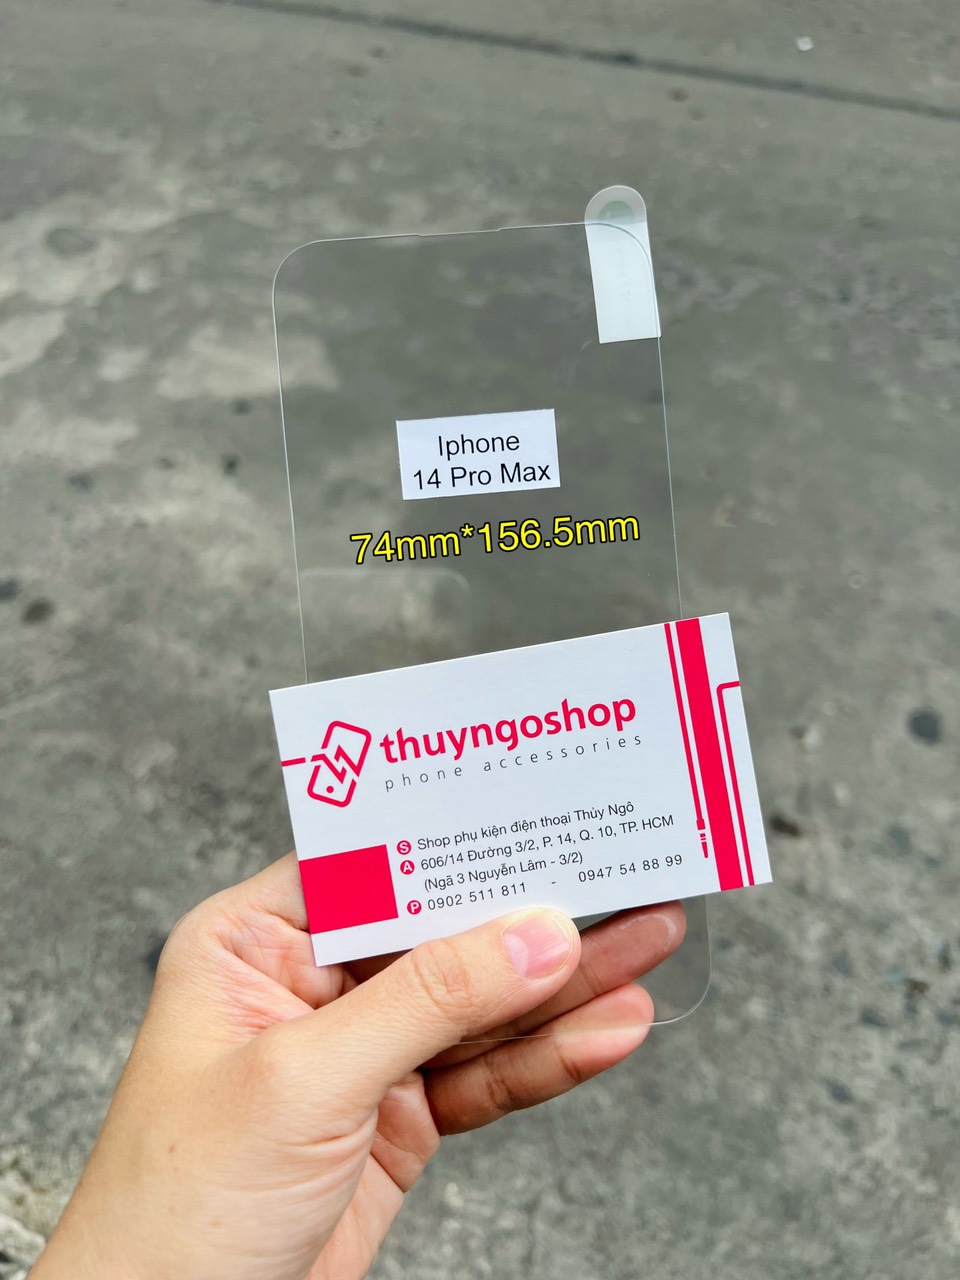 Iphone
14 Pro Max
74mm*156.5mm
thuyngoshop
phone accessories
S Shop phụ kiện điện thoại Thủy Ngô
A 606/14 Đường 3/2, P. 14, Q. 10, TP. HCM
(Ngã 3 Nguyễn Lâm - 3/2)
P 0902 511 811 - 0947 54 88 99